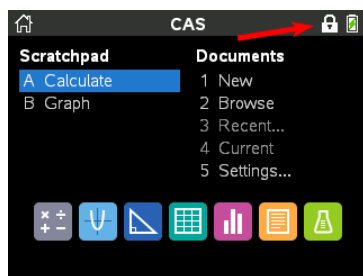 CAS
Scratchpad
A Calculate
B Graph
Documents
1 New
2 Browse
3 Recent...
4 Current
5 Settings...